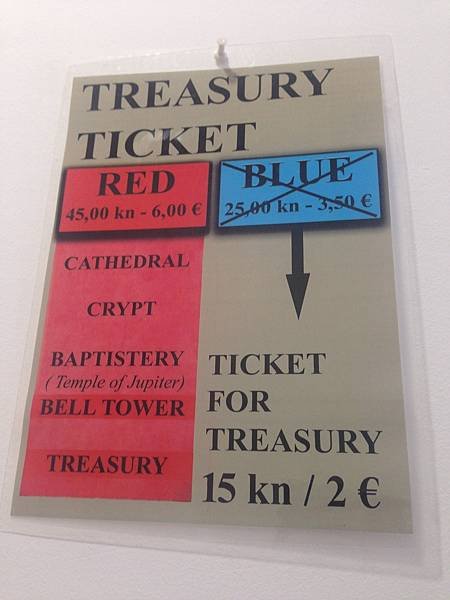 TREASURY
TICKET
RED
45,00 kn - 6,00 €
CATHEDRAL
CRYPT
BAPTISTERY
( Temple of Jupiter)
BELL TOWER
TREASURY
BLUE
25,00 kn - 3,50 €
TICKET
FOR
TREASURY
15 kn / 2 €